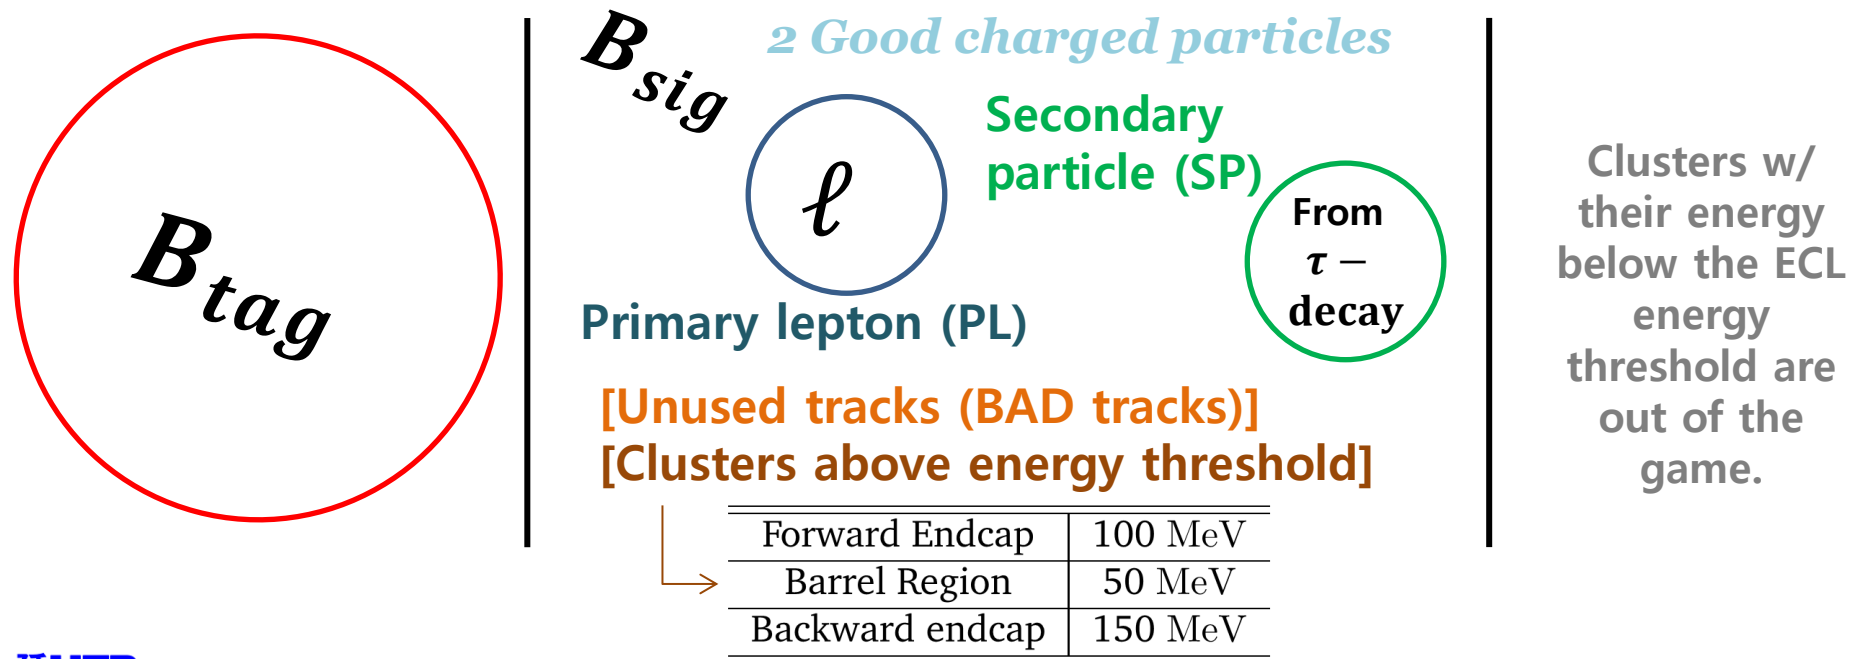 B_tag
B_sig
2 Good charged particles
ℓ
Secondary
particle (SP)
From
τ −
decay
Primary lepton (PL)
[Unused tracks (BAD tracks)]
[Clusters above energy threshold]
Forward Endcap 100 MeV
Barrel Region 50 MeV
Backward endcap 150 MeV
Clusters w/
their energy
below the ECL
energy
threshold are
out of the
game.